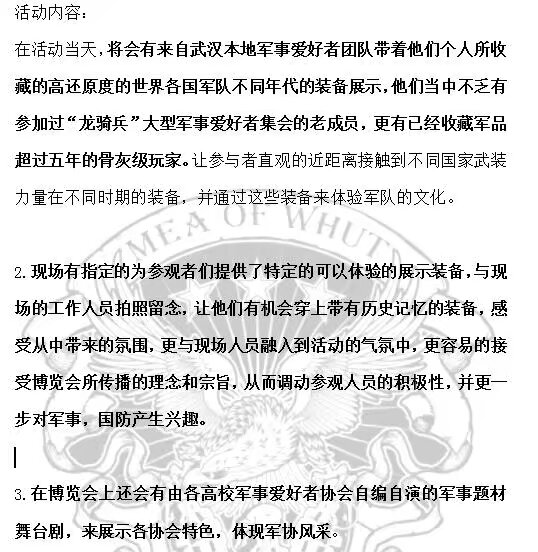 活动内容:
在活动当天，将会有来自武汉本地军事爱好者团队带着他们个人所收
藏的高还原度的世界各国军队不同年代的装备展示，他们当中不乏有
参加过“龙骑兵”大型军事爱好者集会的老成员，更有已经收藏军品
超过五年的骨灰级玩家。让参与者直观的近距离接触到不同国家武装
力量在不同时期的装备，并通过这些装备来体验军队的文化。
MEA OF WHUT
2.现场有指定的为参观者们提供了特定的可以体验的展示装备，与现
场的工作人员拍照留念，让他们有机会穿上带有历史记忆的装备，感
受从中带来的氛围，更与现场人员融入到活动的气氛中，更容易的接
受博览会所传播的理念和宗旨，从而调动参观人员的积极性，并更一
步对军事，国防产生兴趣。
3.在博览会上还会有由各高校军事爱好者协会自编自演的军事题材
舞台剧，来展示各协会特色，体现军协风采。